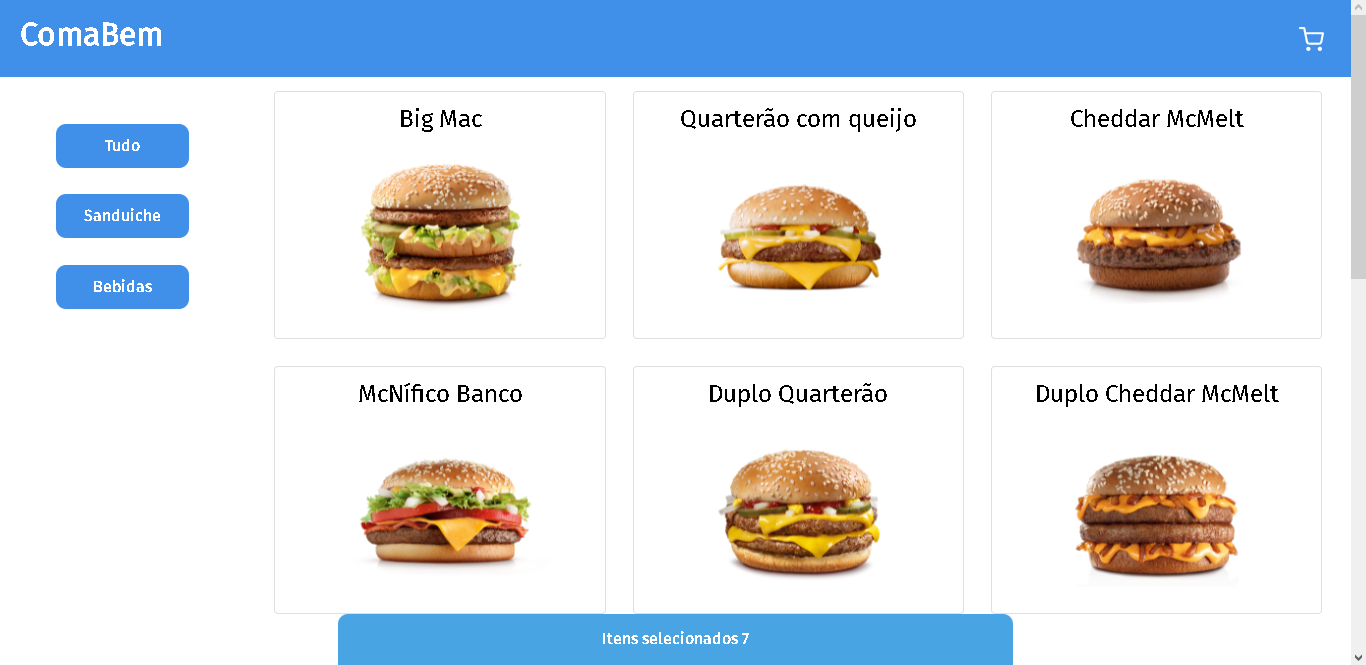 ComaBem
Tudo
Sanduiche
Bebidas
Big Mac
Quarterão com queijo
Cheddar McMelt
McNífico Banco
Duplo Quarterão
Duplo Cheddar McMelt
Itens selecionados 7